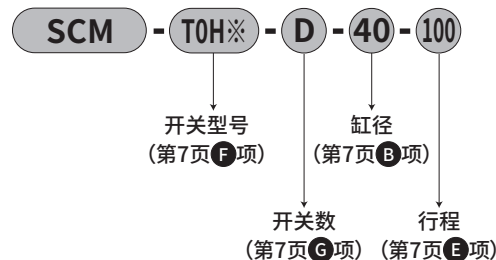 SCM - T0H※ - D - 40 - 100
开关型号 缸径
(第7页F项) (第7页B项)
开关数 行程
(第7页G项) (第7页E项)